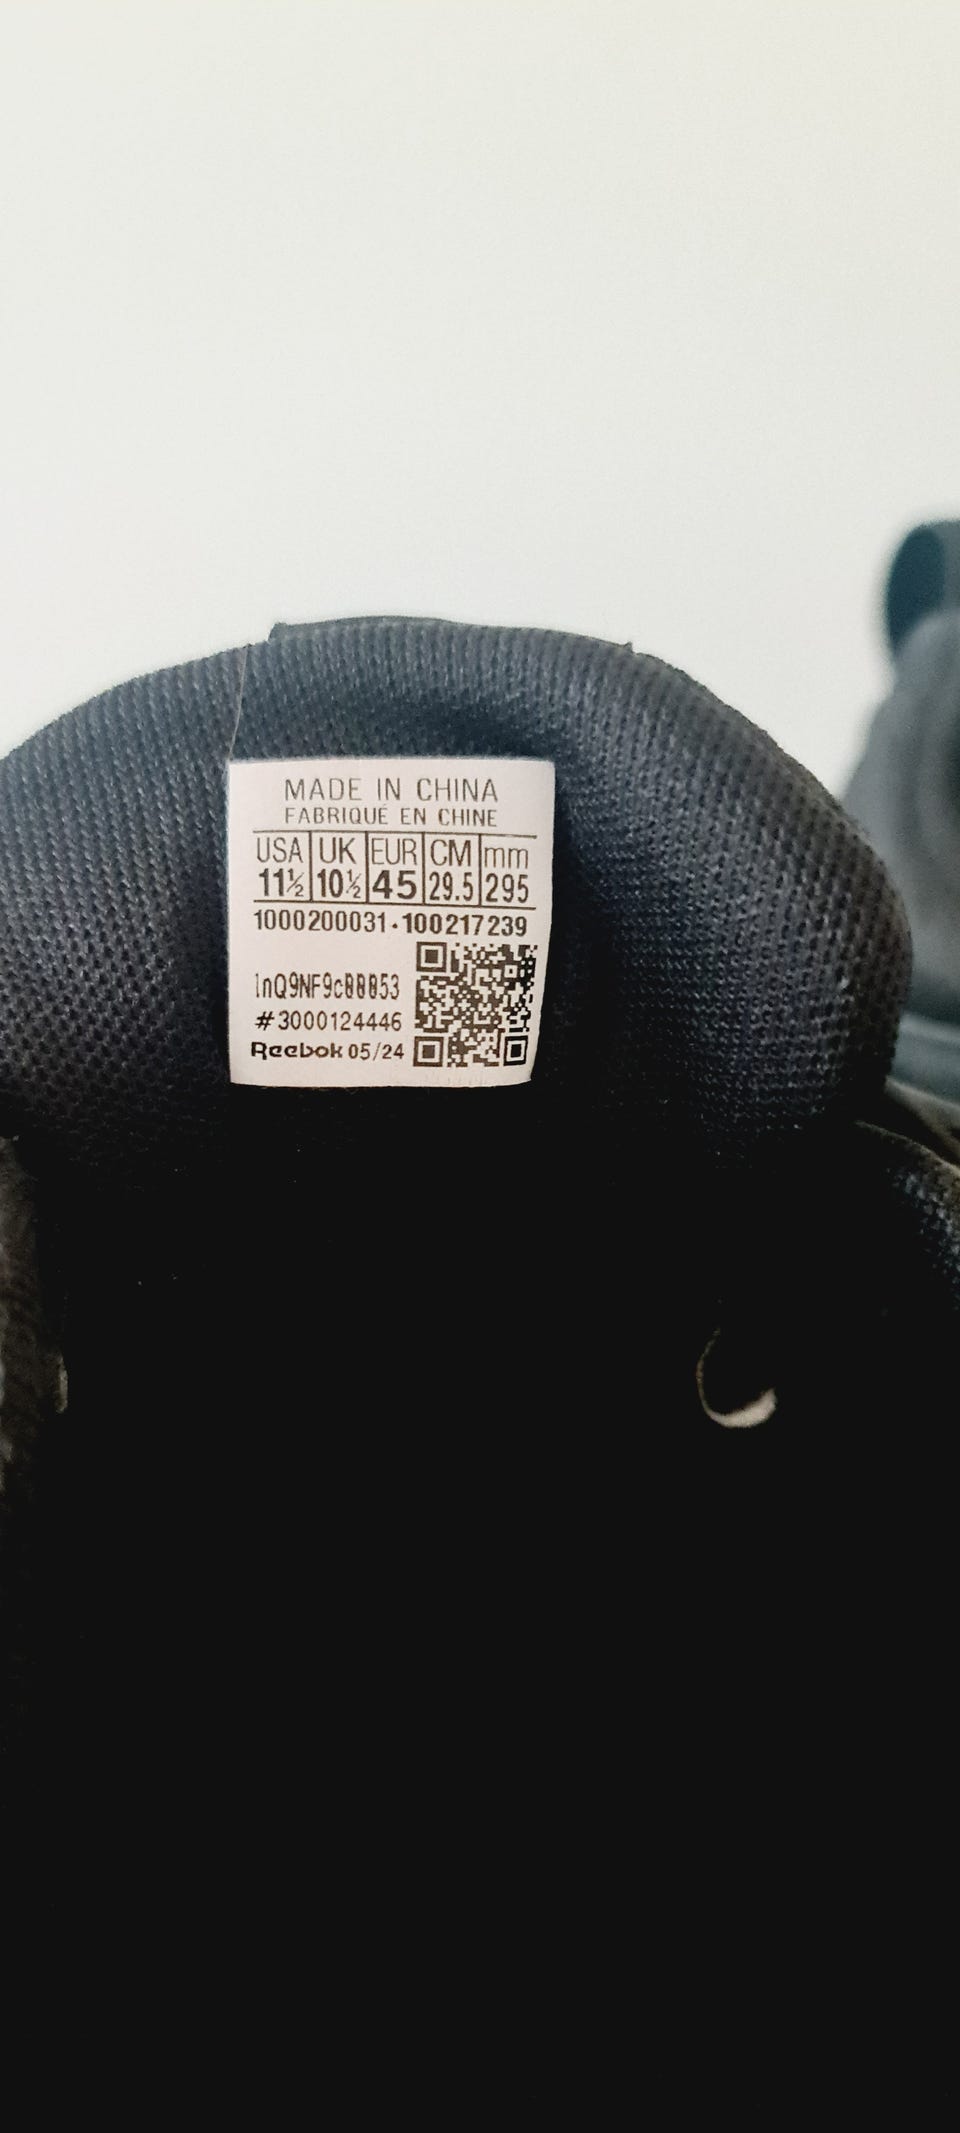 MADE IN CHINA
FABRIQUÉ EN CHINE
USA UK EUR CM mm
11½ 10½ 45 29.5 295
1000200031·100217239
#3000124446
Reebok 05/24